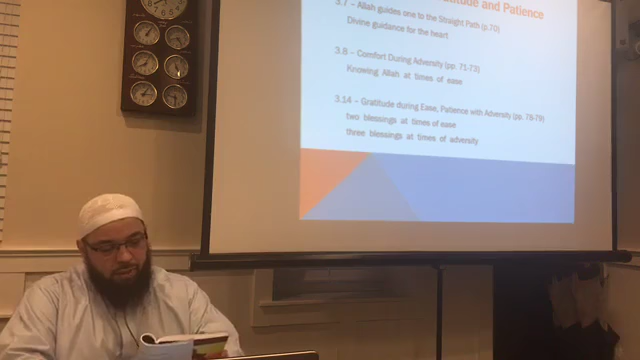 and Patience
3.7 – Allah guides one to the Straight Path (p.70)
Divine guidance for the heart
3.8 – Comfort During Adversity (pp. 71-73)
Knowing Allah at times of ease
3.14 – Gratitude during Ease, Patience with Adversity (pp. 78-79)
two blessings at times of ease
three blessings at times of adversity